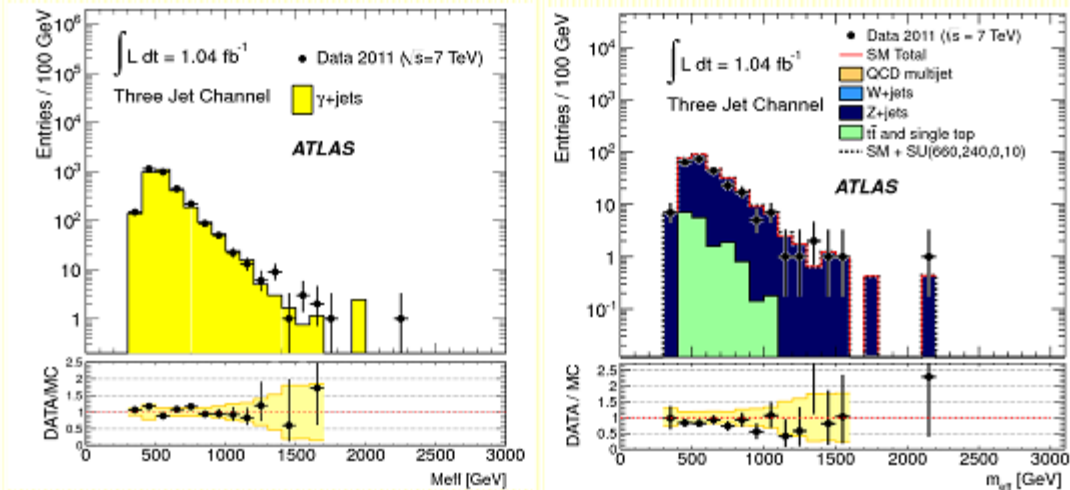 ∫L dt = 1.04 fb⁻¹
Data 2011 (√s=7 TeV)
Three Jet Channel
γ+jets
ATLAS
Entries / 100 GeV
10⁶
10⁵
10⁴
10³
10²
10
1
DATA/MC
2.5
2
1.5
1
0.5
0
0 500 1000 1500 2000 2500 3000
Meff [GeV]
Data 2011 (√s = 7 TeV)
∫L dt = 1.04 fb⁻¹
SM Total
QCD multijet
W+jets
Three Jet Channel
Z+jets
tt̄ and single top
SM + SU(660,240,0,10)
ATLAS
Entries / 100 GeV
10⁴
10³
10²
10
1
10⁻¹
DATA / MC
2.5
2
1.5
1
0.5
0
0 500 1000 1500 2000 2500 3000
m_eff [GeV]